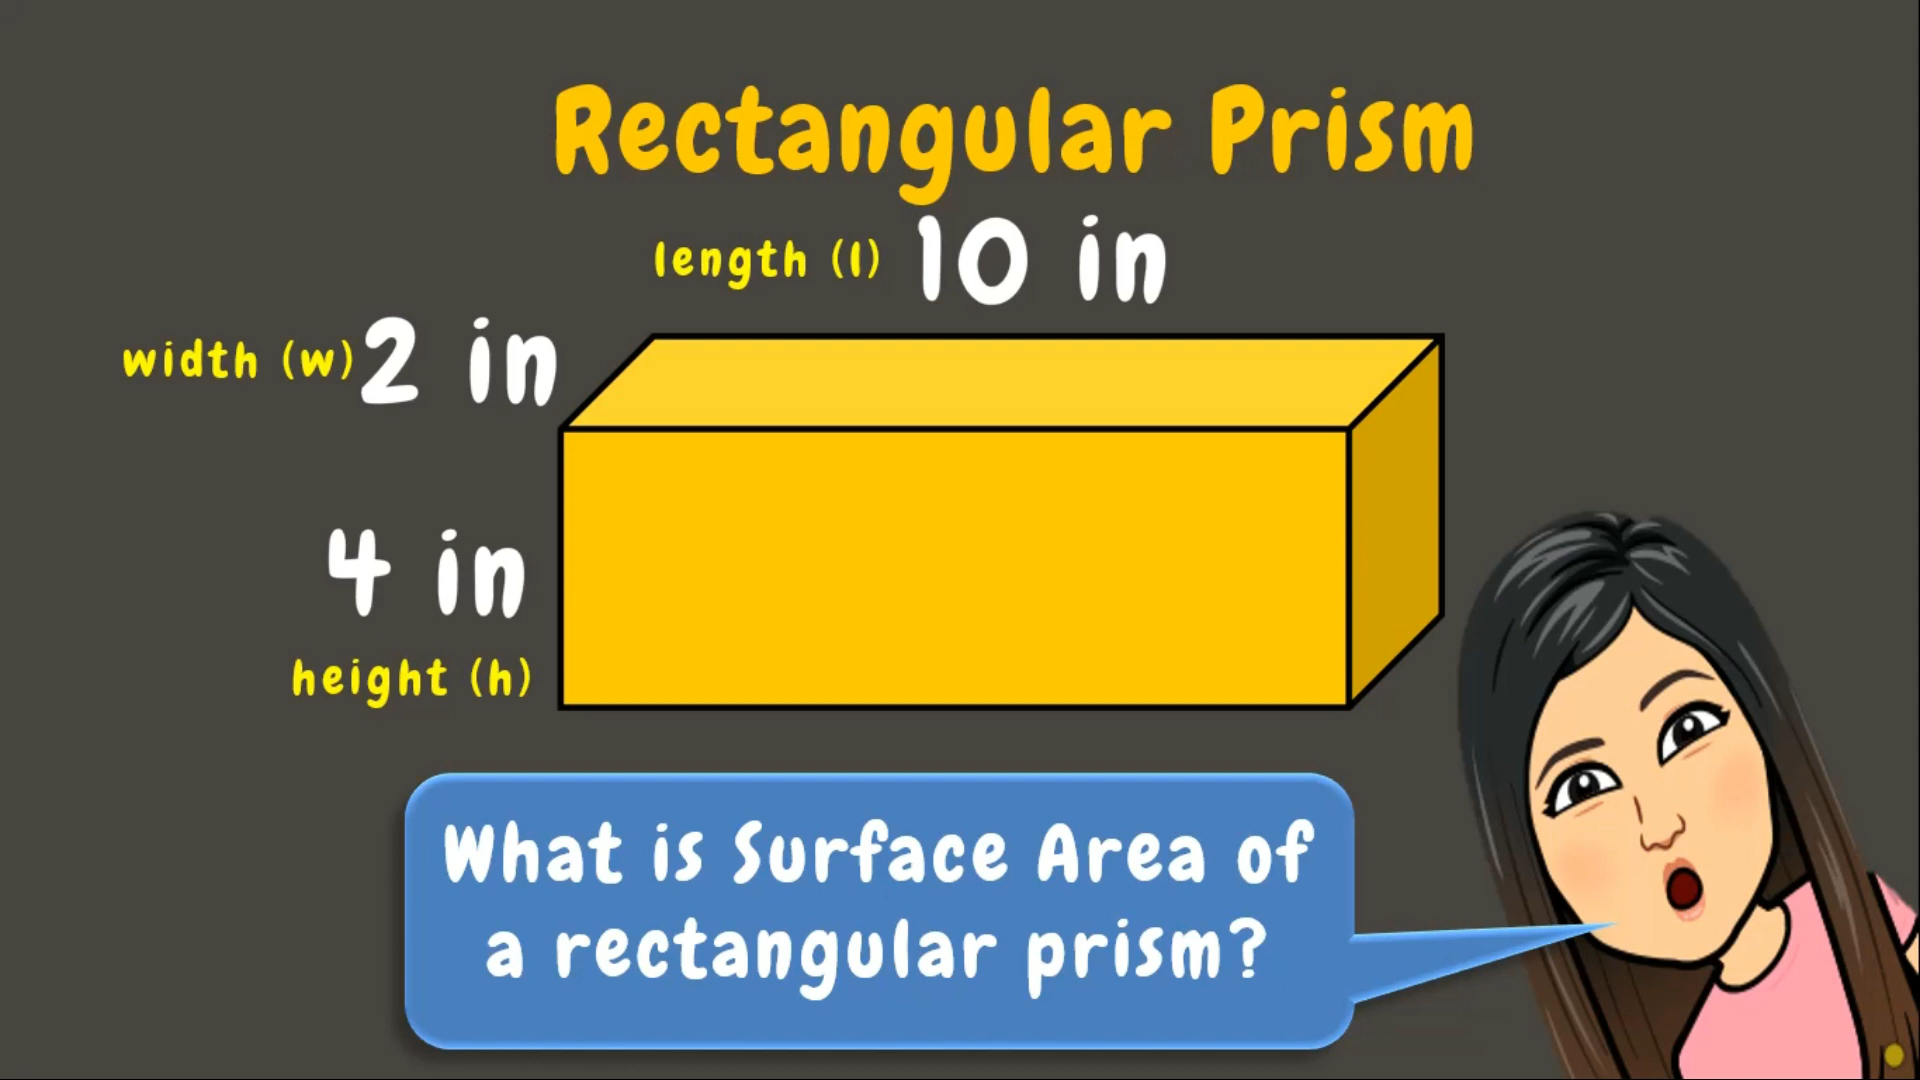 Rectangular Prism
length (l) 10 in
width (w) 2 in
4 in
height (h)
What is Surface Area of
a rectangular prism?